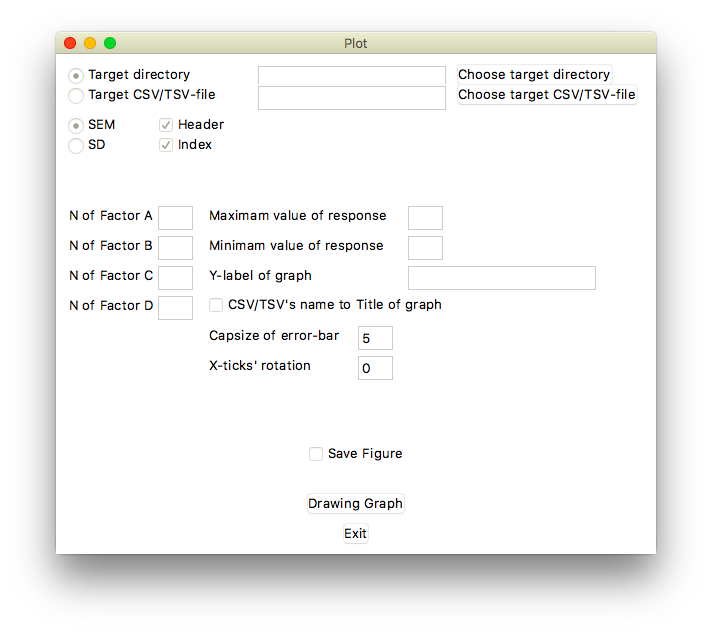 Plot
Target directory Choose target directory
Target CSV/TSV-file Choose target CSV/TSV-file
SEM Header
SD Index
N of Factor A Maximam value of response
N of Factor B Minimam value of response
N of Factor C Y-label of graph
N of Factor D CSV/TSV's name to Title of graph
Capsize of error-bar 5
X-ticks' rotation 0
Save Figure
Drawing Graph
Exit